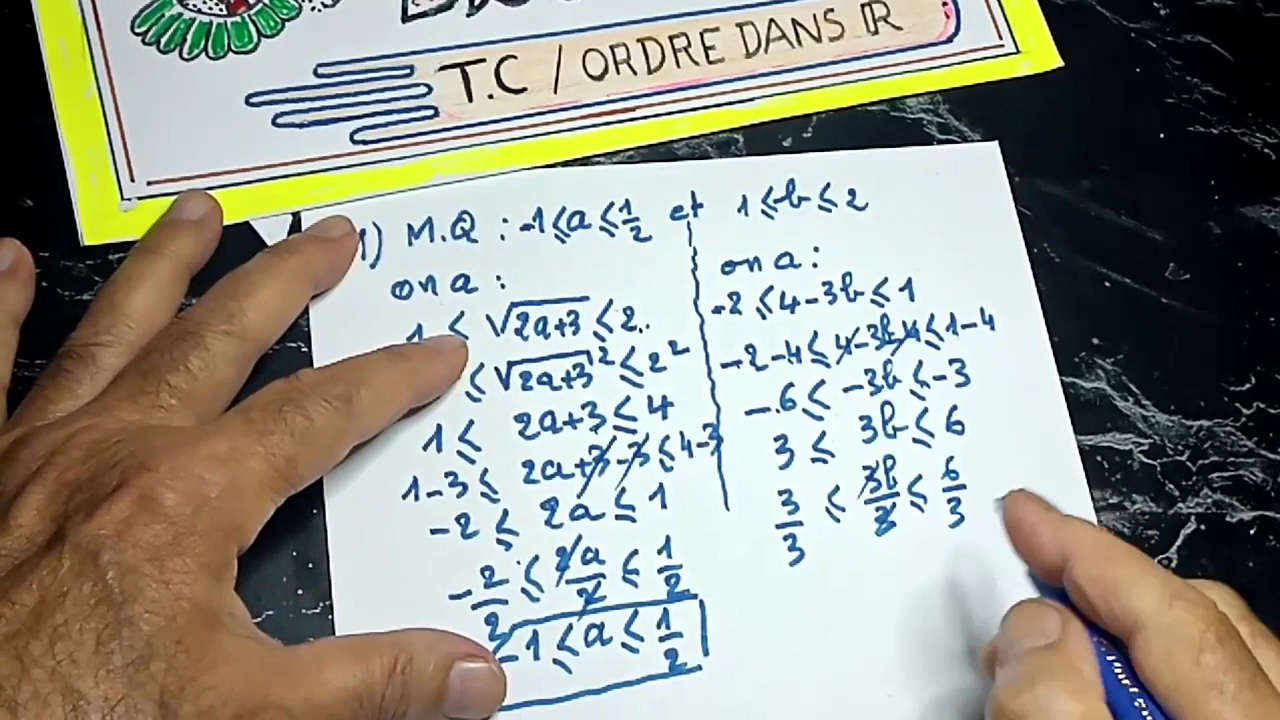 T.C / ORDRE DANS IR
1) M.Q : -1 ≤ a ≤ 1/2 et 1 ≤ b ≤ 2
on a :
1 ≤ √(2a+3) ≤ 2
≤ √(2a+3)² ≤ 2²
1 ≤ 2a+3 ≤ 4
1-3 ≤ 2a+3-3 ≤ 4-3
-2 ≤ 2a ≤ 1
-2/2 ≤ 2a/2 ≤ 1/2
-1 ≤ a ≤ 1/2
on a :
-2 ≤ 4-3b ≤ 1
-2-4 ≤ 4-3b-4 ≤ 1-4
-6 ≤ -3b ≤ -3
3 ≤ 3b ≤ 6
3/3 ≤ 3b/3 ≤ 6/3